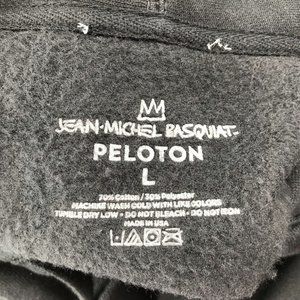 JEAN-MICHEL BASQUIAT-
PELOTON
L
70% Cotton / 30% Polyester
MACHINE WASH COLD WITH LIKE COLORS
TUMBLE DRY LOW • DO NOT BLEACH • DO NOT IRON
MADE IN USA